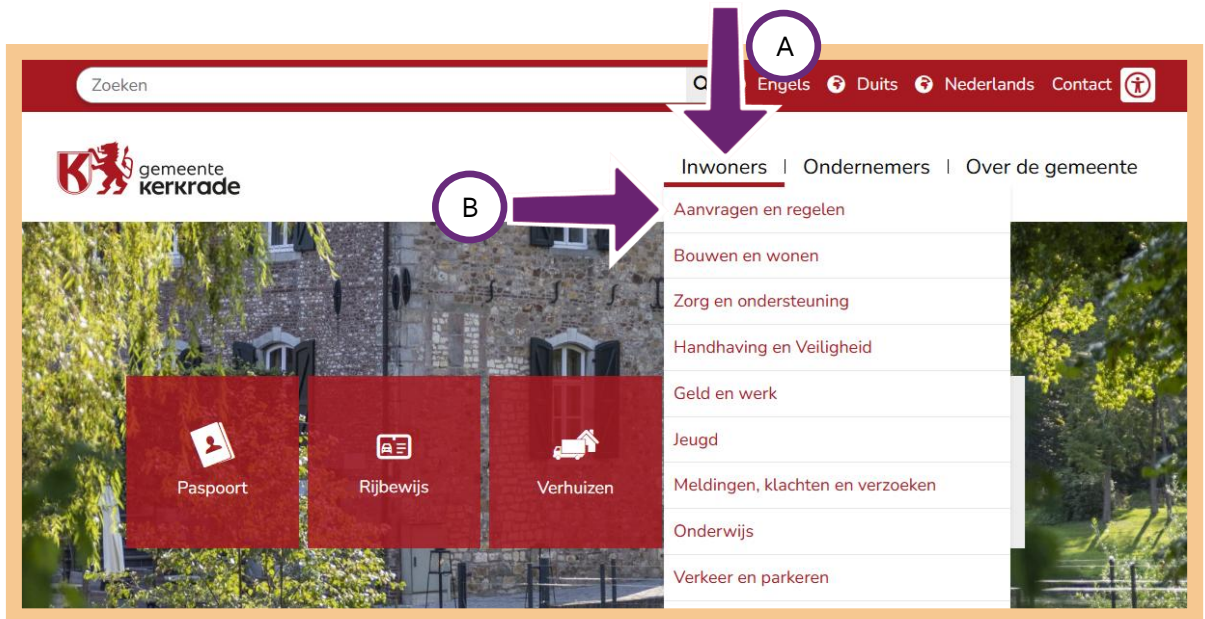 A
Zoeken
Engels Duits Nederlands Contact
gemeente
kerkrade
Inwoners | Ondernemers | Over de gemeente
B
Aanvragen en regelen
Bouwen en wonen
Zorg en ondersteuning
Handhaving en Veiligheid
Geld en werk
Jeugd
Meldingen, klachten en verzoeken
Onderwijs
Verkeer en parkeren
Paspoort
Rijbewijs
Verhuizen